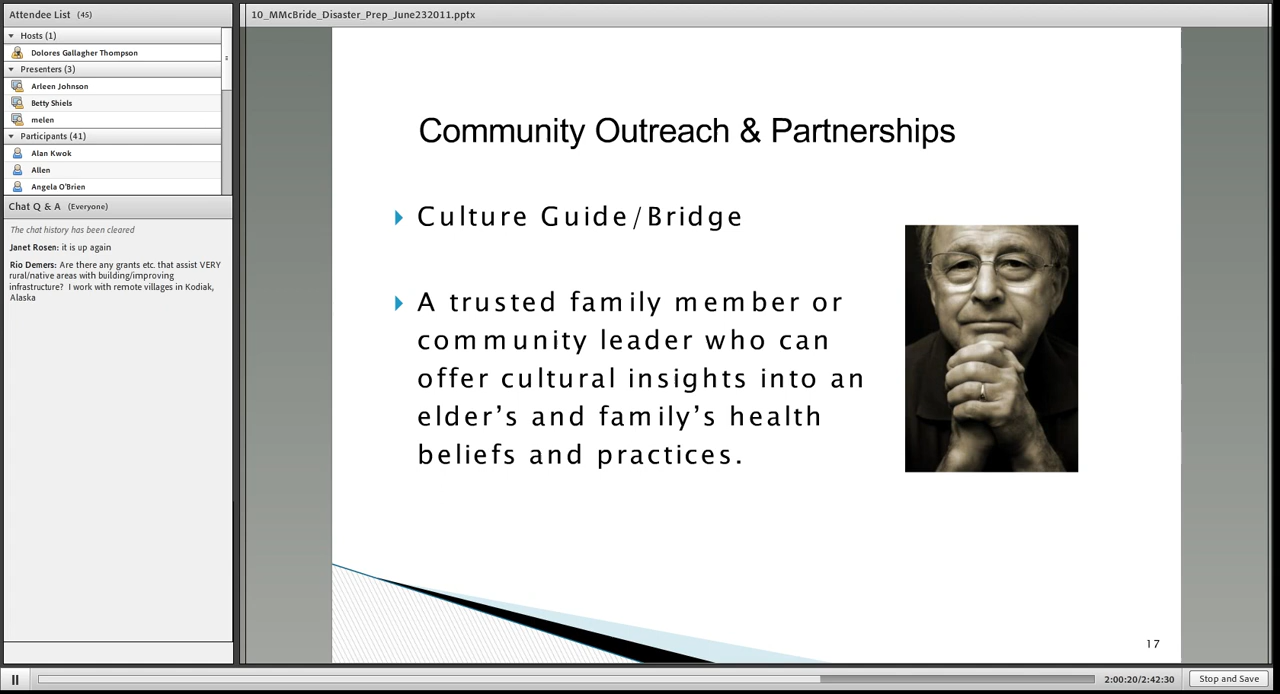 Attendee List (45)
Hosts (1)
Dolores Gallagher Thompson
Presenters (3)
Arleen Johnson
Betty Shiels
melen
Participants (41)
Alan Kwok
Allen
Angela O'Brien
Chat Q & A (Everyone)
The chat history has been cleared
Janet Rosen: it is up again
Rio Demers: Are there any grants etc. that assist VERY
rural/native areas with building/improving
infrastructure? I work with remote villages in Kodiak,
Alaska
10_MMcBride_Disaster_Prep_June232011.pptx
Community Outreach & Partnerships
Culture Guide/Bridge
A trusted family member or
community leader who can
offer cultural insights into an
elder’s and family’s health
beliefs and practices.
17
2:00:20/2:42:30
Stop and Save